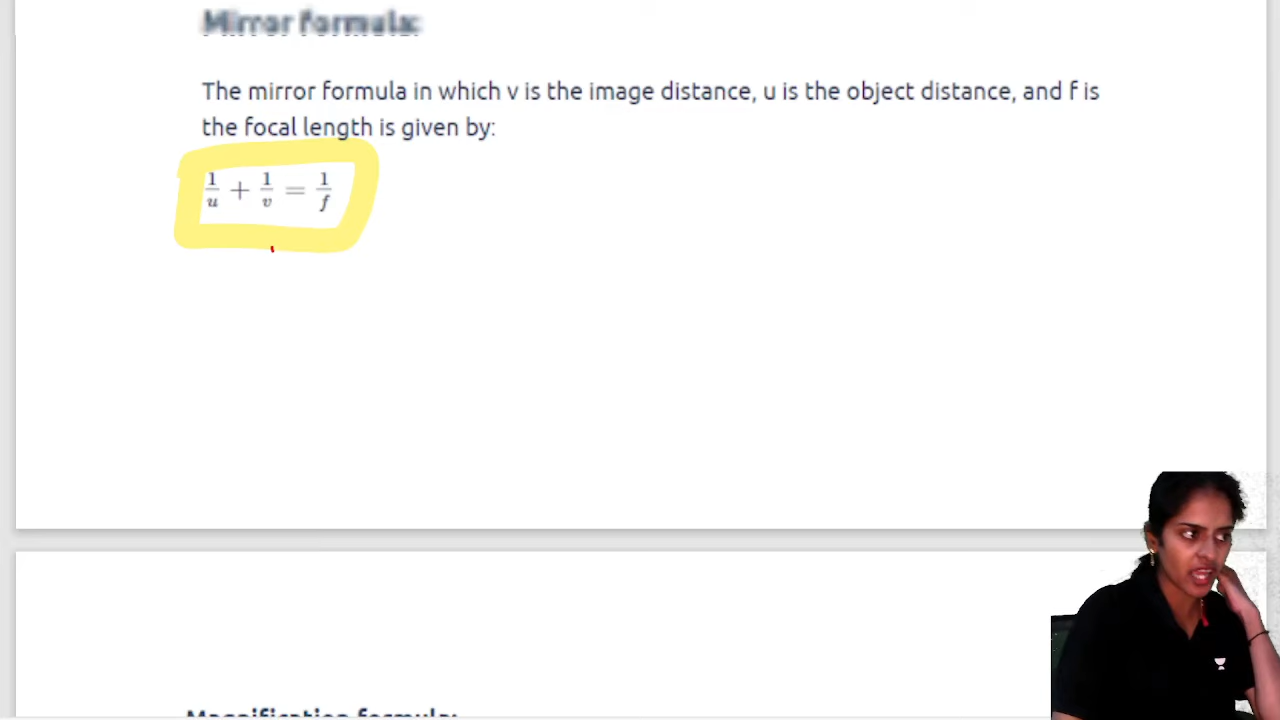 Mirror formula:
The mirror formula in which v is the image distance, u is the object distance, and f is
the focal length is given by:
1/u + 1/v = 1/f
Magnification formula: